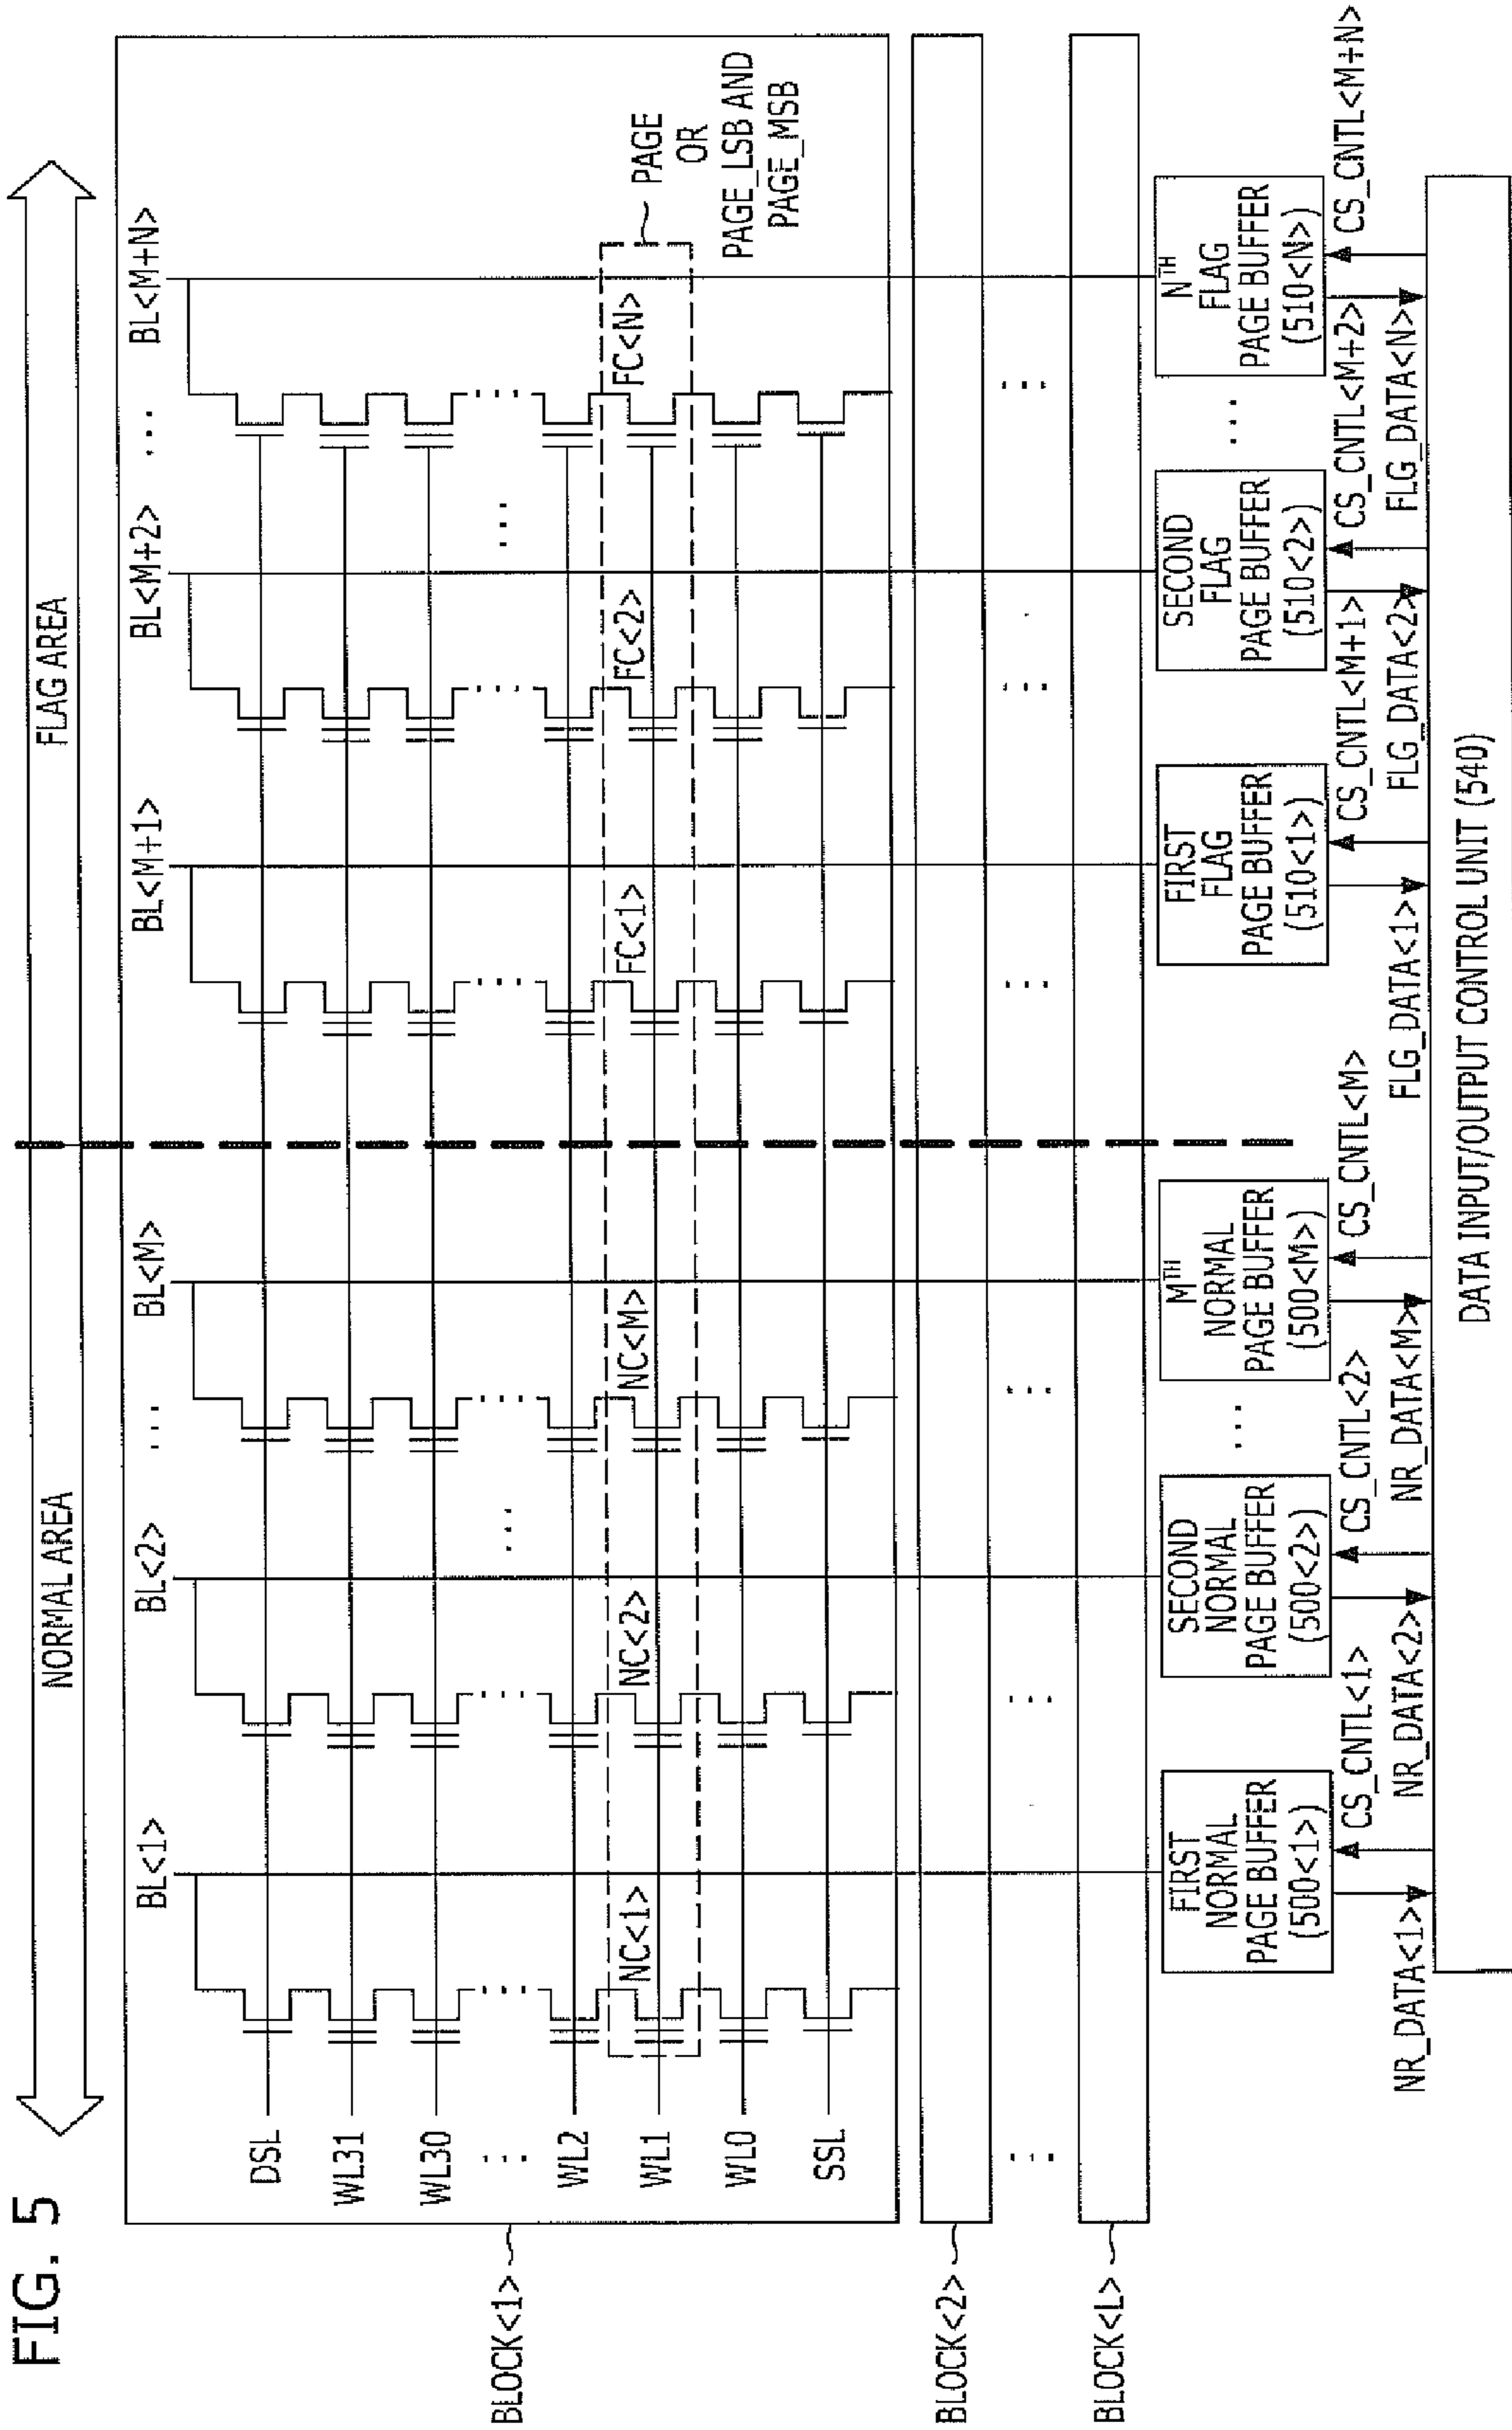 FIG. 5
NORMAL AREA
FLAG AREA
BL<1>
BL<2>
...
BL<M>
BL<M+1>
BL<M+2>
...
BL<M+N>
BLOCK<1>
DSL
WL31
WL30
...
WL2
WL1
WL0
SSL
NC<1>
NC<2>
...
NC<M>
FC<1>
FC<2>
...
FC<N>
PAGE
OR
PAGE_LSB AND
PAGE_MSB
BLOCK<2>
...
BLOCK<L>
FIRST
NORMAL
PAGE BUFFER
(500<1>)
SECOND
NORMAL
PAGE BUFFER
(500<2>)
...
MTH
NORMAL
PAGE BUFFER
(500<M>)
FIRST
FLAG
PAGE BUFFER
(510<1>)
SECOND
FLAG
PAGE BUFFER
(510<2>)
...
NTH
FLAG
PAGE BUFFER
(510<N>)
CS_CNTL<1>
CS_CNTL<2>
CS_CNTL<M>
CS_CNTL<M+1>
CS_CNTL<M+2>
CS_CNTL<M+N>
NR_DATA<1>
NR_DATA<2>
NR_DATA<M>
FLG_DATA<1>
FLG_DATA<2>
FLG_DATA<N>
DATA INPUT/OUTPUT CONTROL UNIT (540)